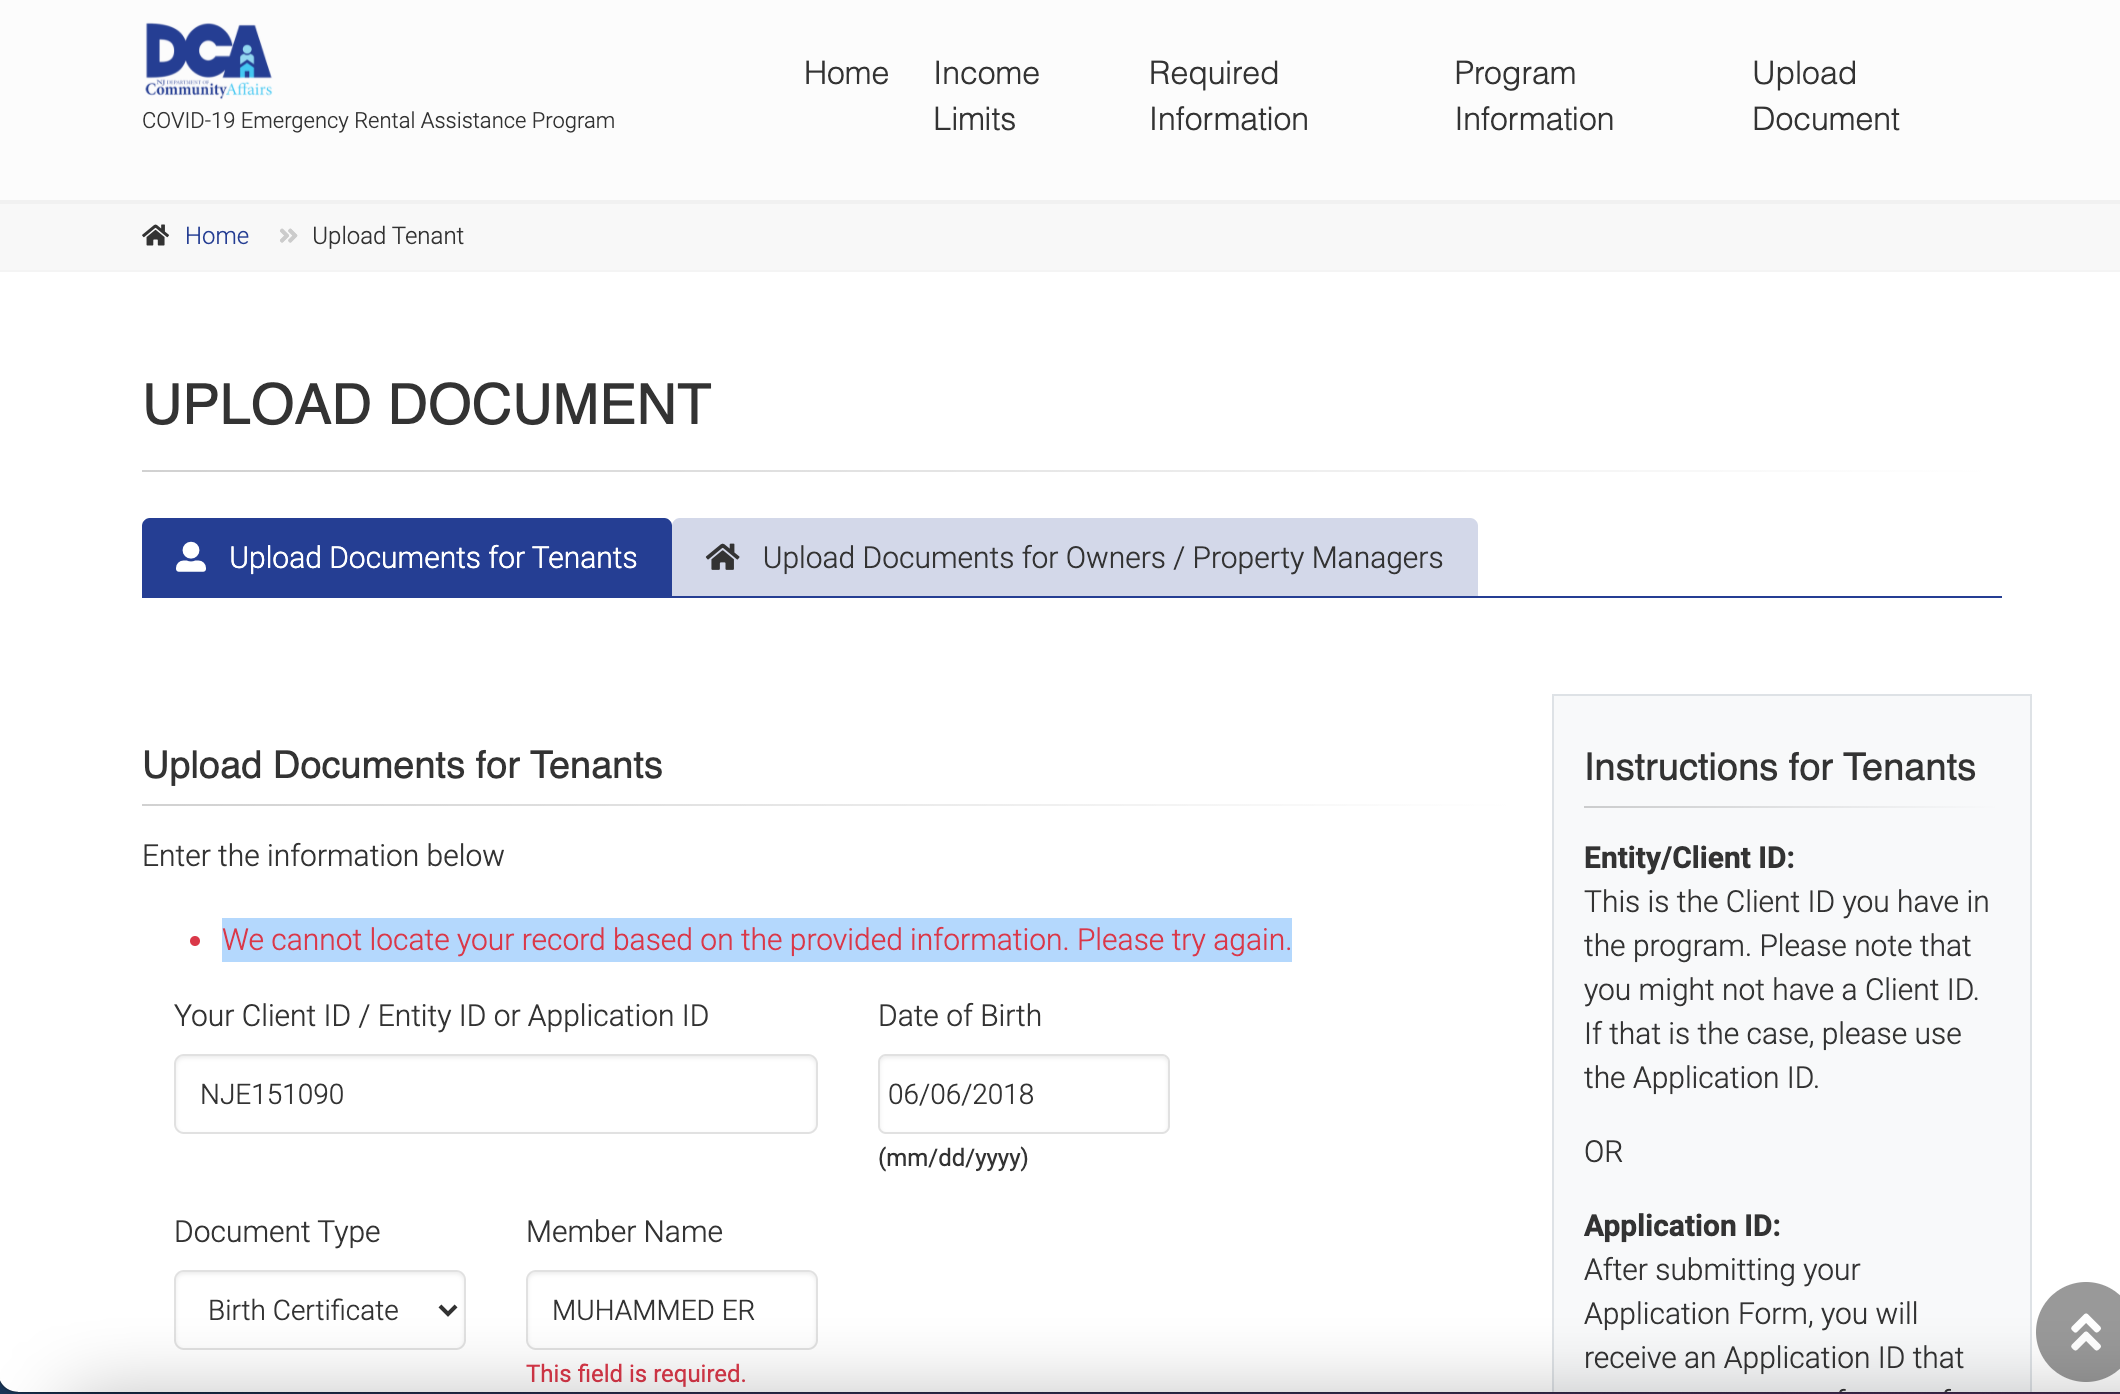 DCA
NJ DEPARTMENT OF
CommunityAffairs
COVID-19 Emergency Rental Assistance Program
Home
Income
Limits
Required
Information
Program
Information
Upload
Document
Home » Upload Tenant
UPLOAD DOCUMENT
Upload Documents for Tenants
Upload Documents for Owners / Property Managers
Upload Documents for Tenants
Enter the information below
• We cannot locate your record based on the provided information. Please try again.
Your Client ID / Entity ID or Application ID
NJE151090
Date of Birth
06/06/2018
(mm/dd/yyyy)
Document Type
Birth Certificate
Member Name
MUHAMMED ER
This field is required.
Instructions for Tenants
Entity/Client ID:
This is the Client ID you have in
the program. Please note that
you might not have a Client ID.
If that is the case, please use
the Application ID.
OR
Application ID:
After submitting your
Application Form, you will
receive an Application ID that